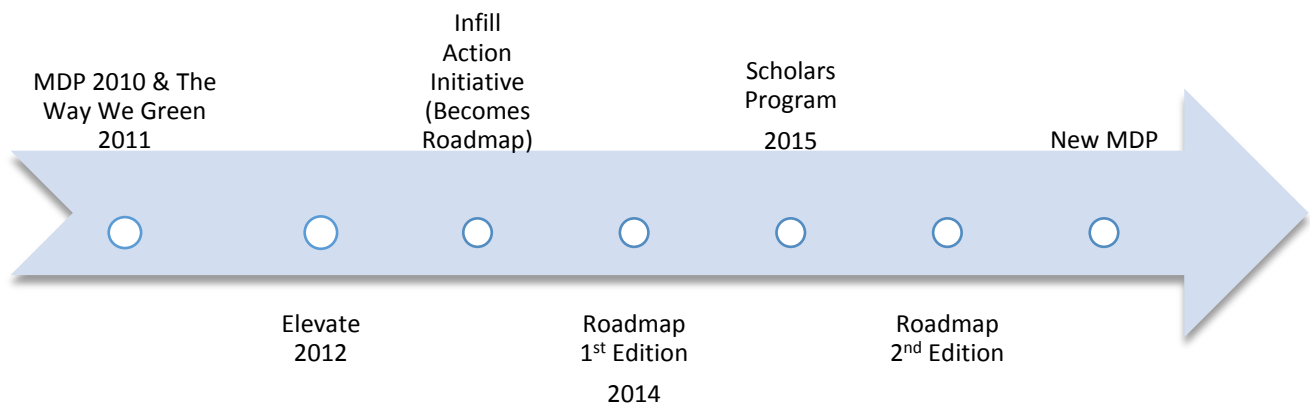 MDP 2010 & The
Way We Green
2011
Elevate
2012
Infill
Action
Initiative
(Becomes
Roadmap)
Roadmap
1st Edition
2014
Scholars
Program
2015
Roadmap
2nd Edition
New MDP